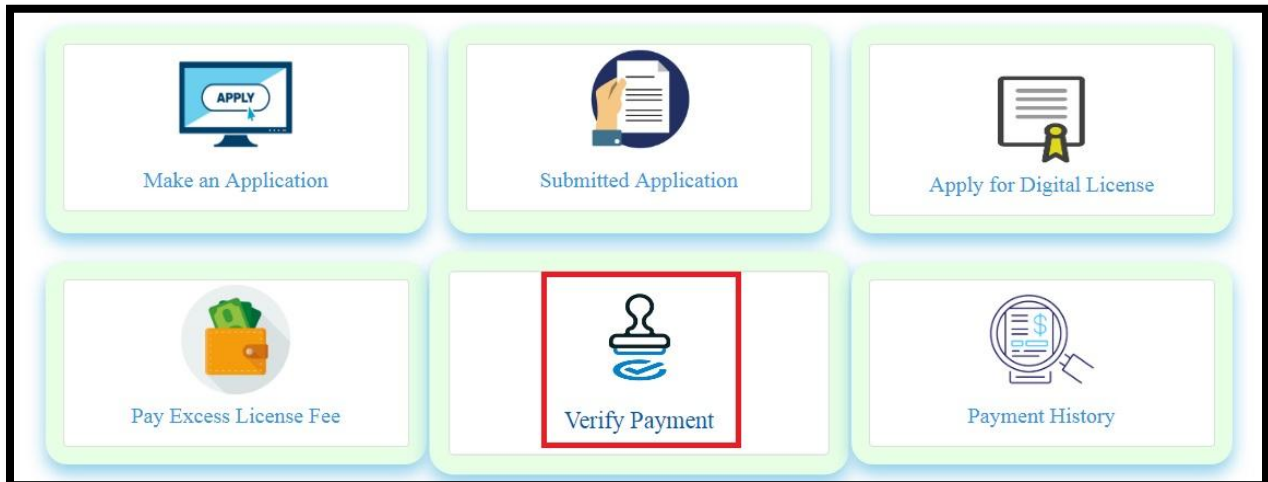 APPLY
Make an Application
Submitted Application
Apply for Digital License
$
Pay Excess License Fee
Verify Payment
Payment History